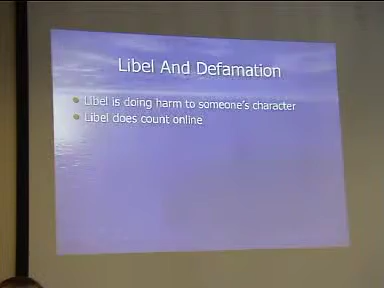 Libel And Defamation
Libel is doing harm to someone's character
Libel does count online